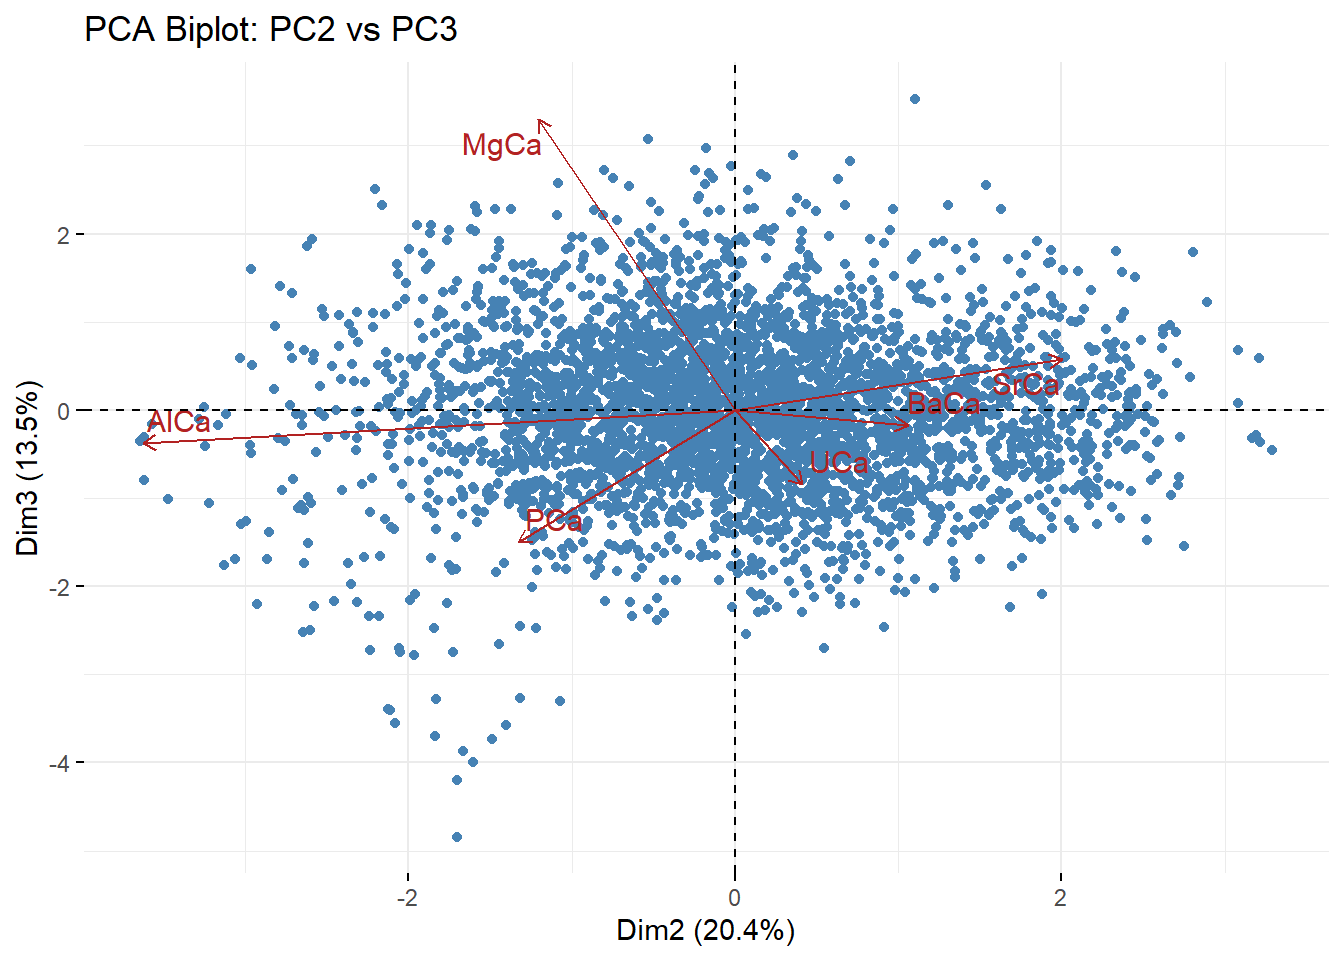 PCA Biplot: PC2 vs PC3
MgCa
2
SrCa
BaCa
0
AlCa
UCa
PCa
-2
-4
-2
0
2
Dim3 (13.5%)
Dim2 (20.4%)